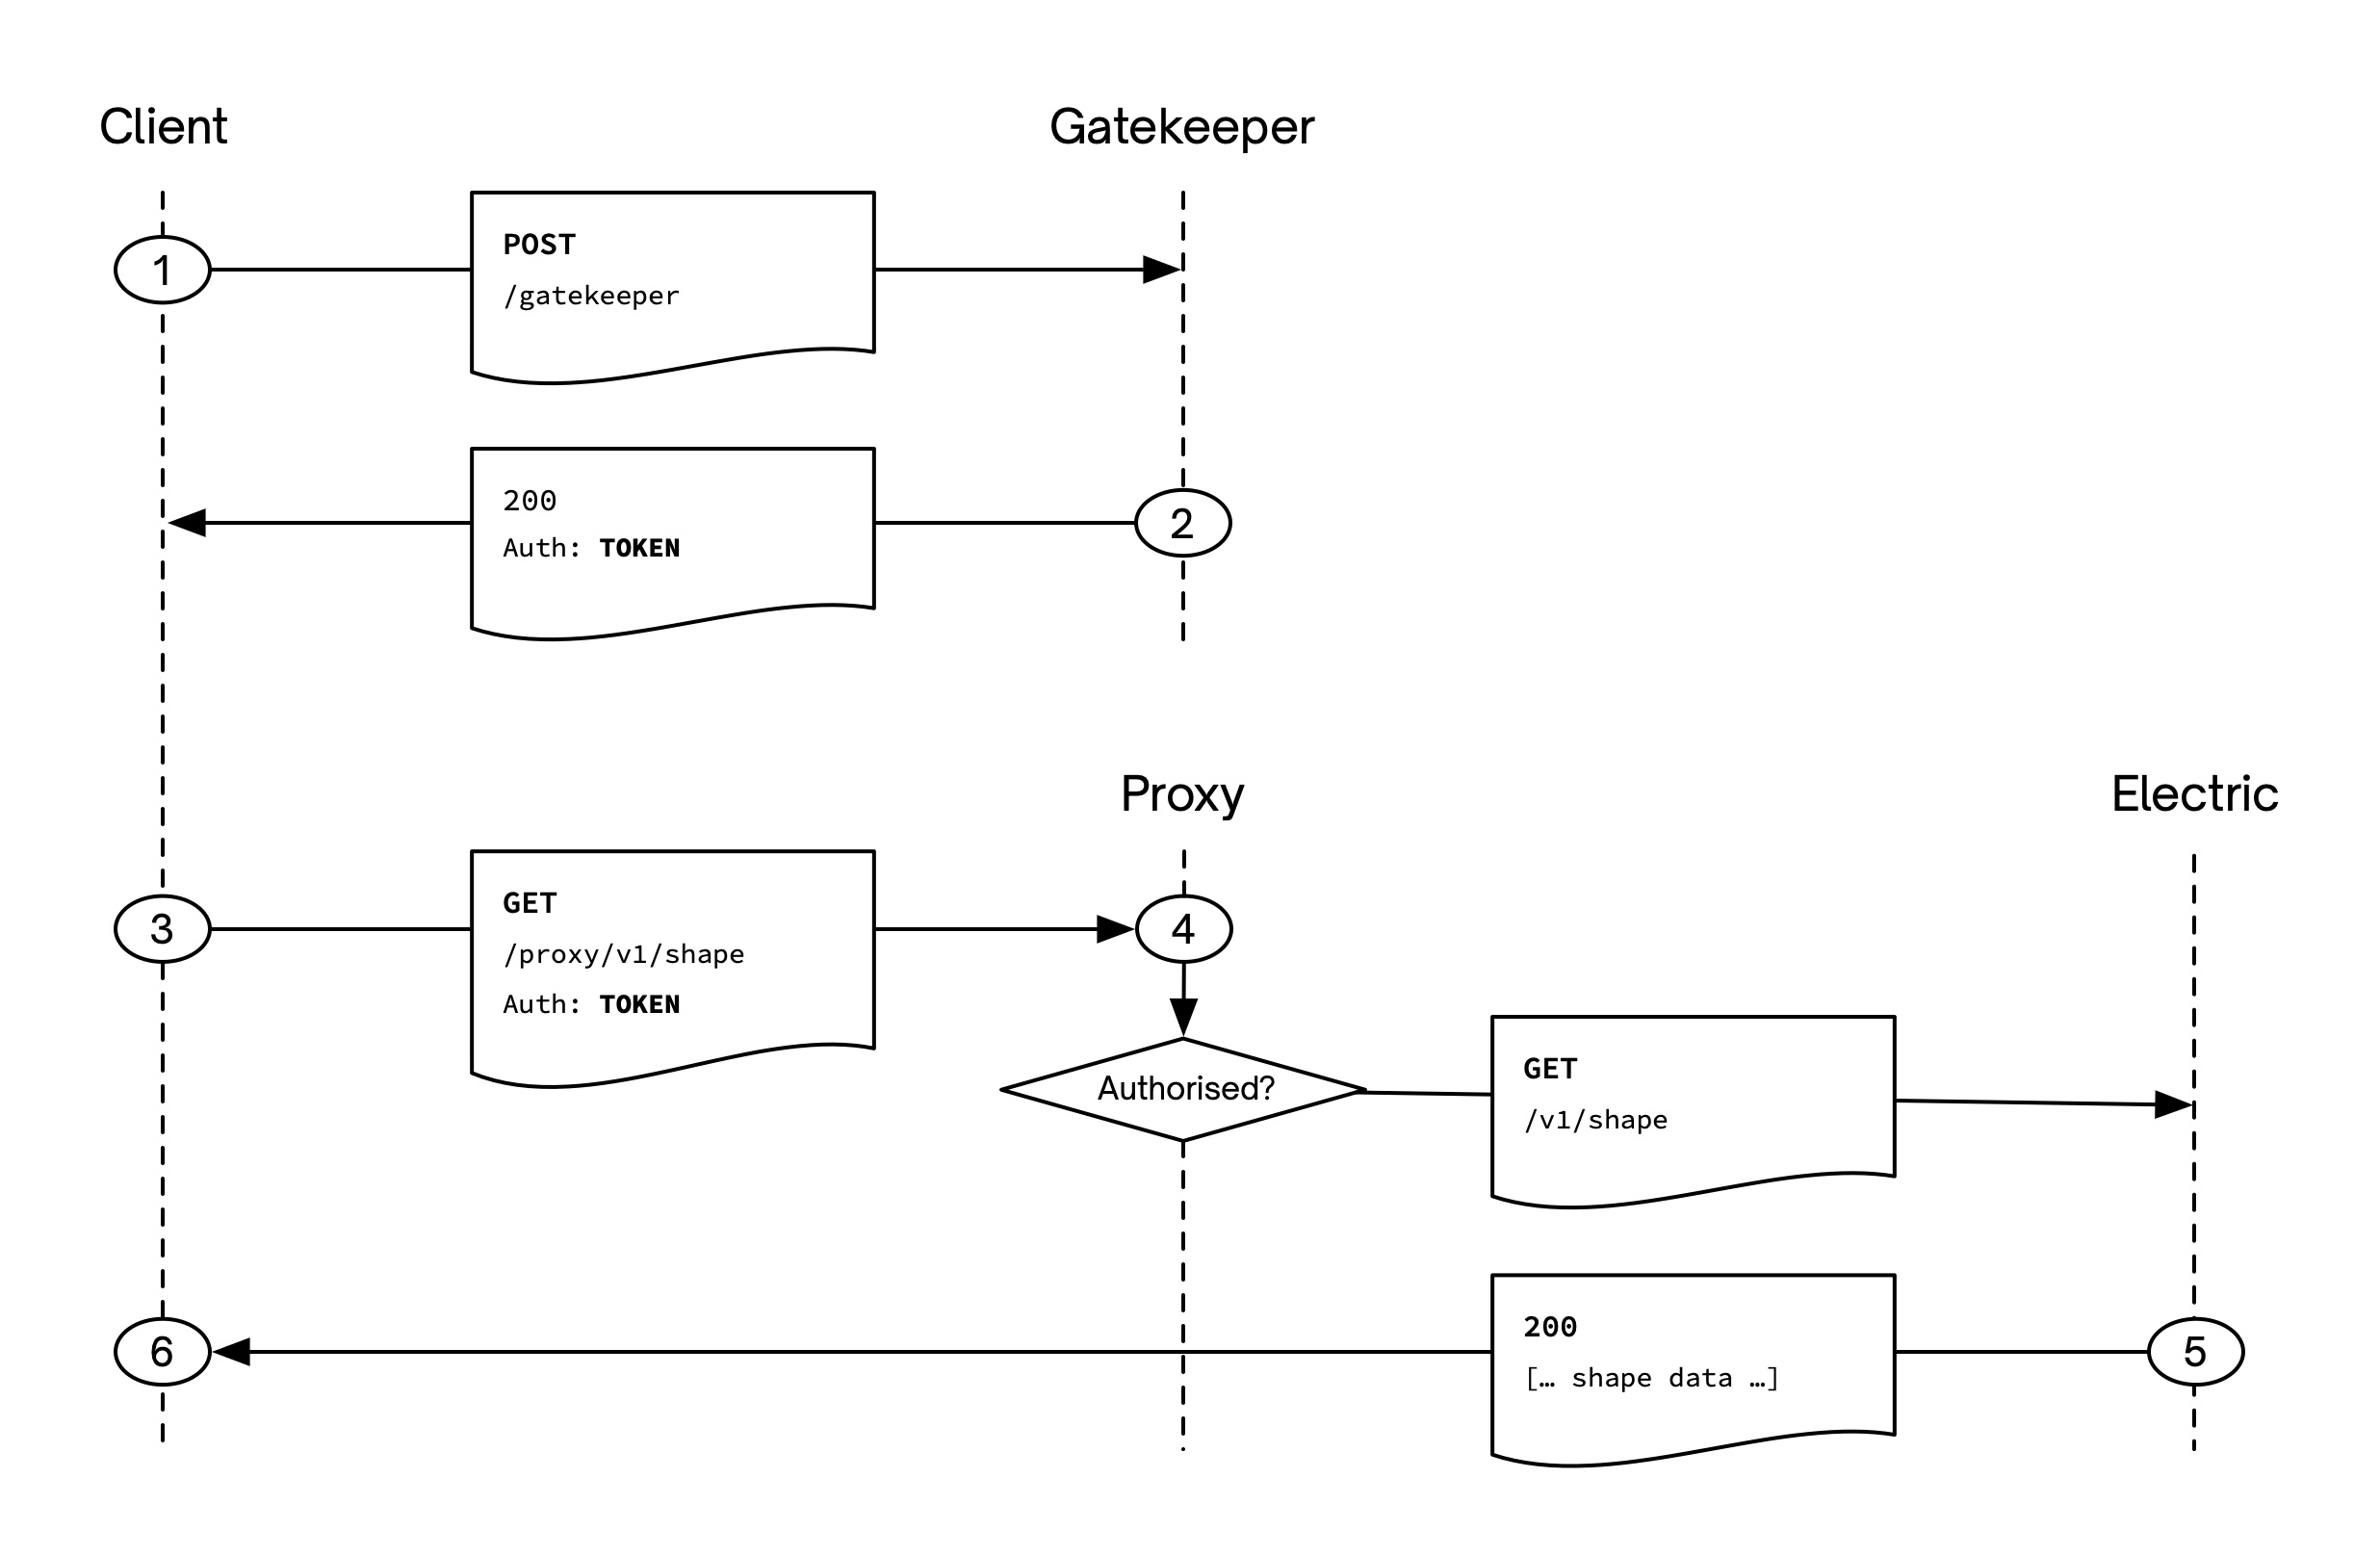 Client
Gatekeeper
1
POST
/gatekeeper
200
Auth: TOKEN
2
Proxy
Electric
3
GET
/proxy/v1/shape
Auth: TOKEN
4
Authorised?
GET
/v1/shape
6
200
[… shape data …]
5